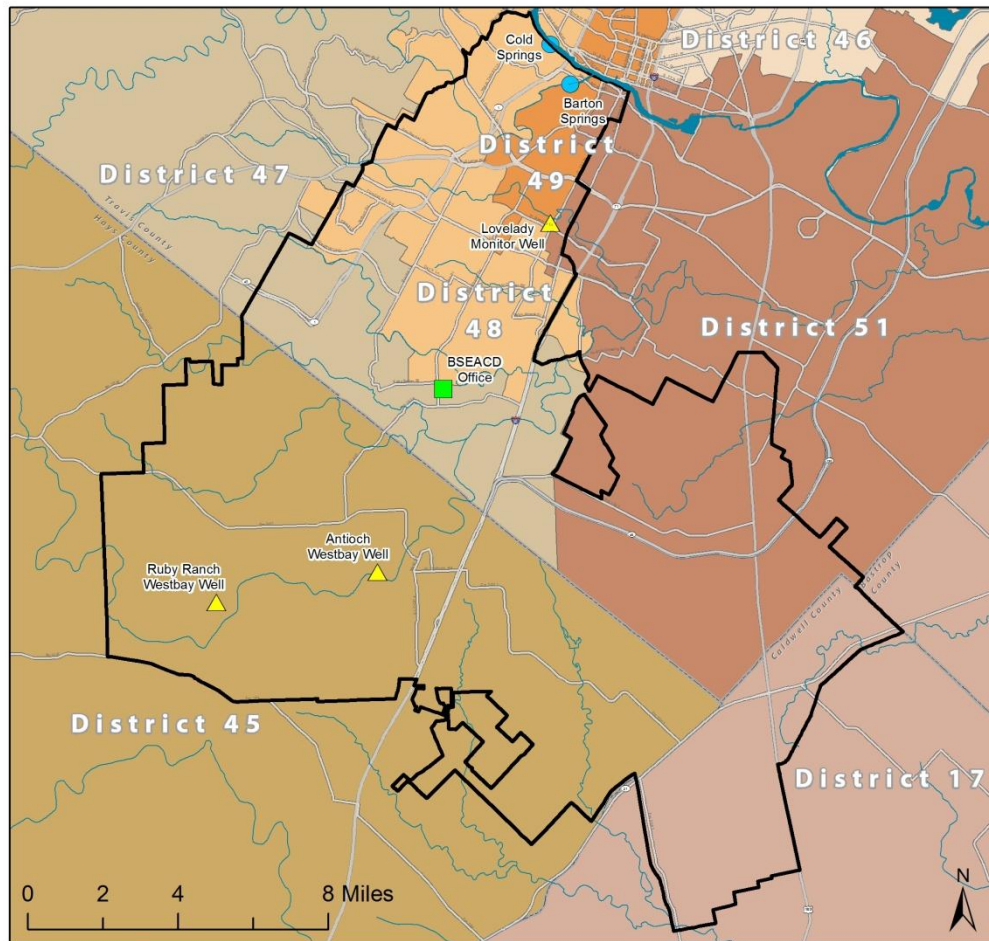 Cold
Springs
District 46
Barton
Springs
District
49
District 47
Travis County
Hays County
Lovelady
Monitor Well
District
48
District 51
BSEACD
Office
Antioch
Westbay Well
Ruby Ranch
Westbay Well
Bastrop
County
Caldwell County
District 45
District 17
0 2 4 8 Miles
N